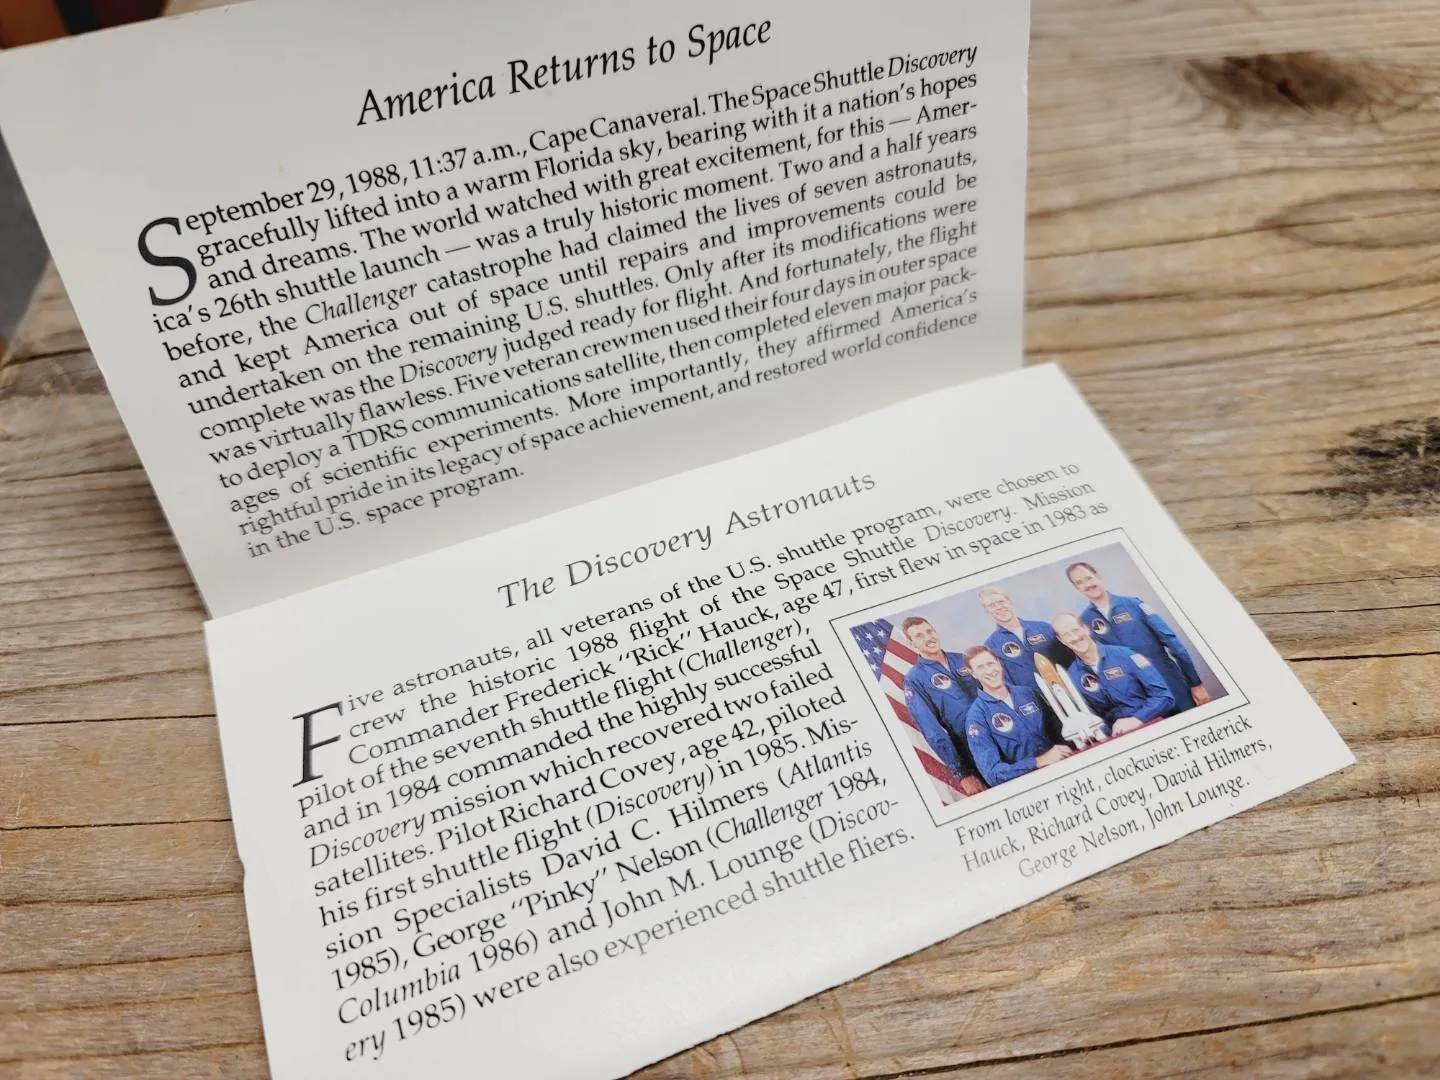 America Returns to Space
September 29, 1988, 11:37 a.m., Cape Canaveral. The Space Shuttle Discovery
gracefully lifted into a warm Florida sky, bearing with it a nation's hopes
and dreams. The world watched with great excitement, for this — Amer-
ica's 26th shuttle launch — was a truly historic moment. Two and a half years
before, the Challenger catastrophe had claimed the lives of seven astronauts,
and kept America out of space until repairs and improvements could be
undertaken on the remaining U.S. shuttles. Only after its modifications were
complete was the Discovery judged ready for flight. And fortunately, the flight
was virtually flawless. Five veteran crewmen used their four days in outer space
to deploy a TDRS communications satellite, then completed eleven major pack-
ages of scientific experiments. More importantly, they affirmed America's
rightful pride in its legacy of space achievement, and restored world confidence
in the U.S. space program.
The Discovery Astronauts
Five astronauts, all veterans of the U.S. shuttle program, were chosen to
crew the historic 1988 flight of the Space Shuttle Discovery. Mission
Commander Frederick "Rick" Hauck, age 47, first flew in space in 1983 as
pilot of the seventh shuttle flight (Challenger),
and in 1984 commanded the highly successful
Discovery mission which recovered two failed
satellites. Pilot Richard Covey, age 42, piloted
his first shuttle flight (Discovery) in 1985. Mis-
sion Specialists David C. Hilmers (Atlantis
1985), George "Pinky" Nelson (Challenger 1984,
Columbia 1986) and John M. Lounge (Discov-
ery 1985) were also experienced shuttle fliers.
From lower right, clockwise: Frederick
Hauck, Richard Covey, David Hilmers,
George Nelson, John Lounge.